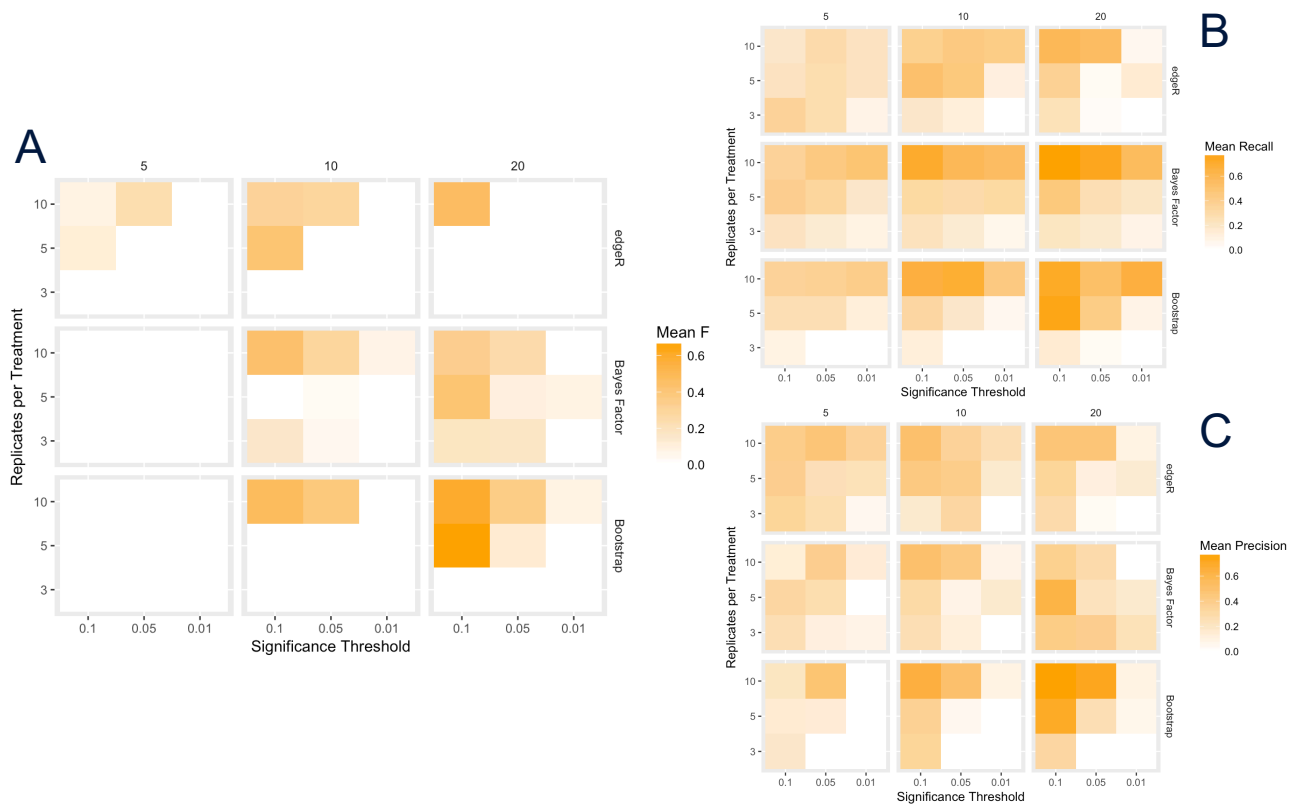 A
5 10 20
10
5
3
edgeR
10
5
3
Bayes Factor
10
5
3
Bootstrap
0.1 0.05 0.01 0.1 0.05 0.01 0.1 0.05 0.01
Significance Threshold
Replicates per Treatment
Mean F
0.6
0.4
0.2
0.0
B
5 10 20
10
5
3
edgeR
10
5
3
Bayes Factor
10
5
3
Bootstrap
0.1 0.05 0.01 0.1 0.05 0.01 0.1 0.05 0.01
Significance Threshold
Replicates per Treatment
Mean Recall
0.6
0.4
0.2
0.0
C
5 10 20
10
5
3
edgeR
10
5
3
Bayes Factor
10
5
3
Bootstrap
0.1 0.05 0.01 0.1 0.05 0.01 0.1 0.05 0.01
Significance Threshold
Replicates per Treatment
Mean Precision
0.6
0.4
0.2
0.0